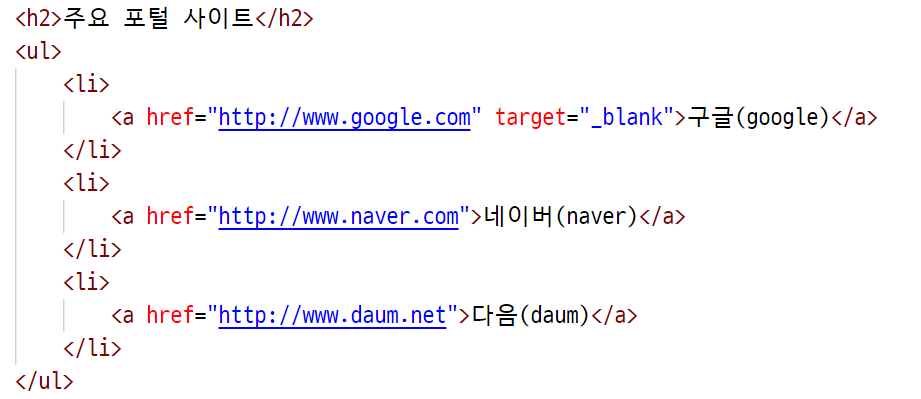 <h2>주요 포털 사이트</h2>
<ul>
<li>
<a href="http://www.google.com" target="_blank">구글(google)</a>
</li>
<li>
<a href="http://www.naver.com">네이버(naver)</a>
</li>
<li>
<a href="http://www.daum.net">다음(daum)</a>
</li>
</ul>